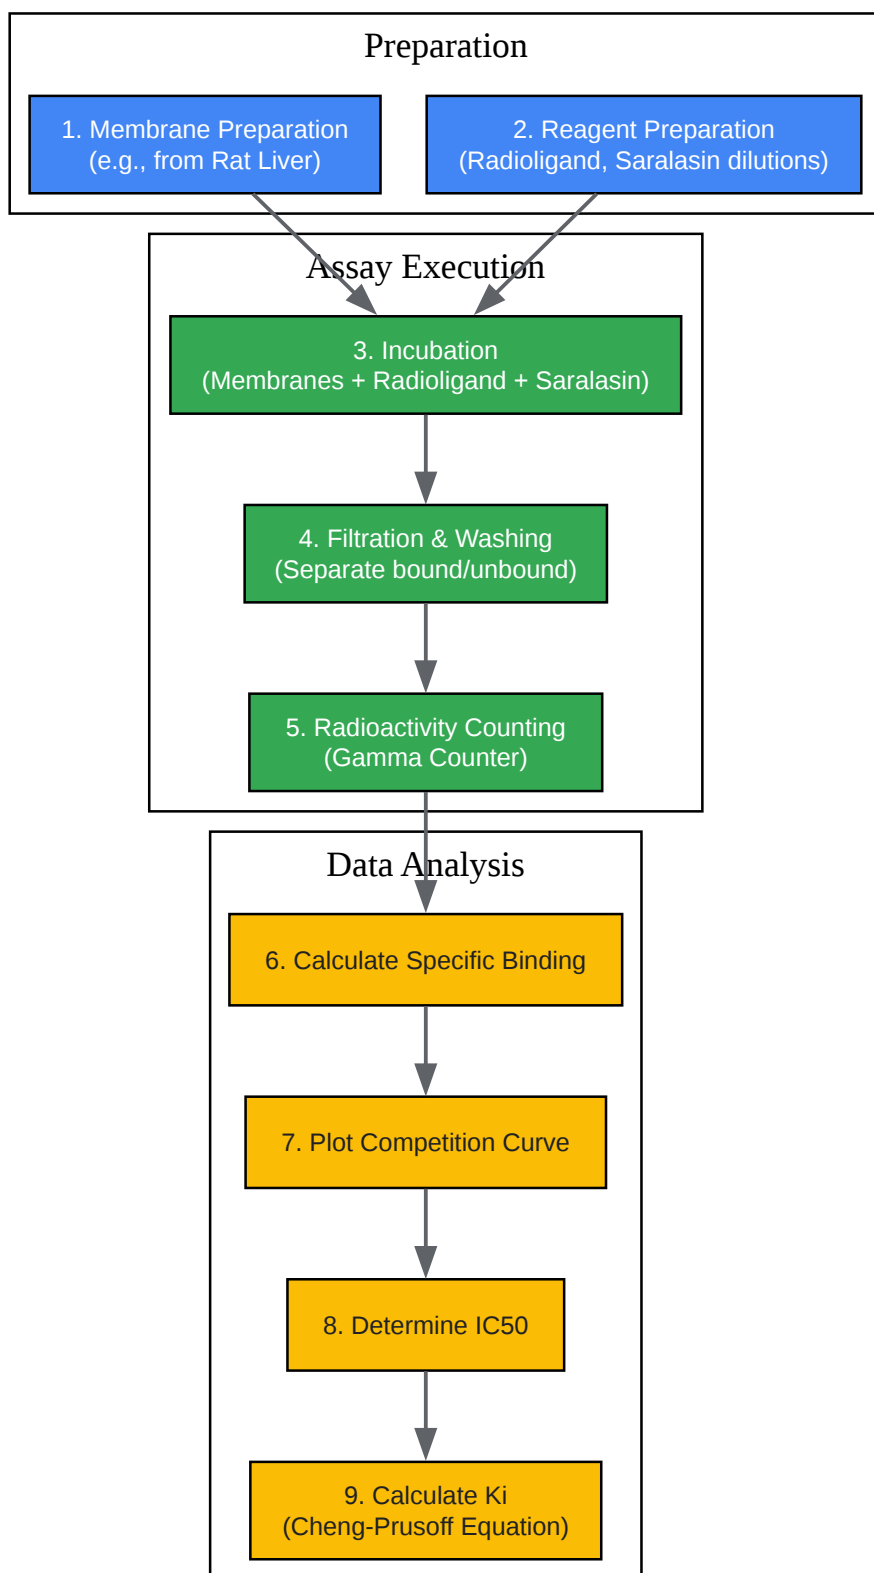 Preparation
1. Membrane Preparation
(e.g., from Rat Liver)
2. Reagent Preparation
(Radioligand, Saralasin dilutions)
Assay Execution
3. Incubation
(Membranes + Radioligand + Saralasin)
4. Filtration & Washing
(Separate bound/unbound)
5. Radioactivity Counting
(Gamma Counter)
Data Analysis
6. Calculate Specific Binding
7. Plot Competition Curve
8. Determine IC50
9. Calculate Ki
(Cheng-Prusoff Equation)